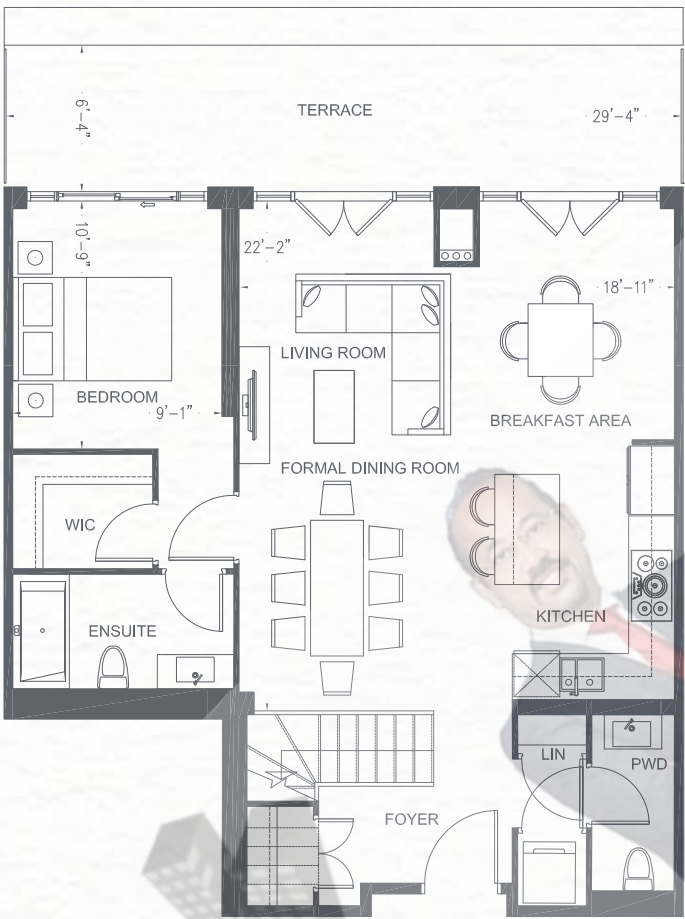 TERRACE
6'-4"
29'-4"
10'-9"
22'-2"
18'-11"
LIVING ROOM
BEDROOM
9'-1"
BREAKFAST AREA
FORMAL DINING ROOM
WIC
KITCHEN
ENSUITE
LIN
PWD
FOYER